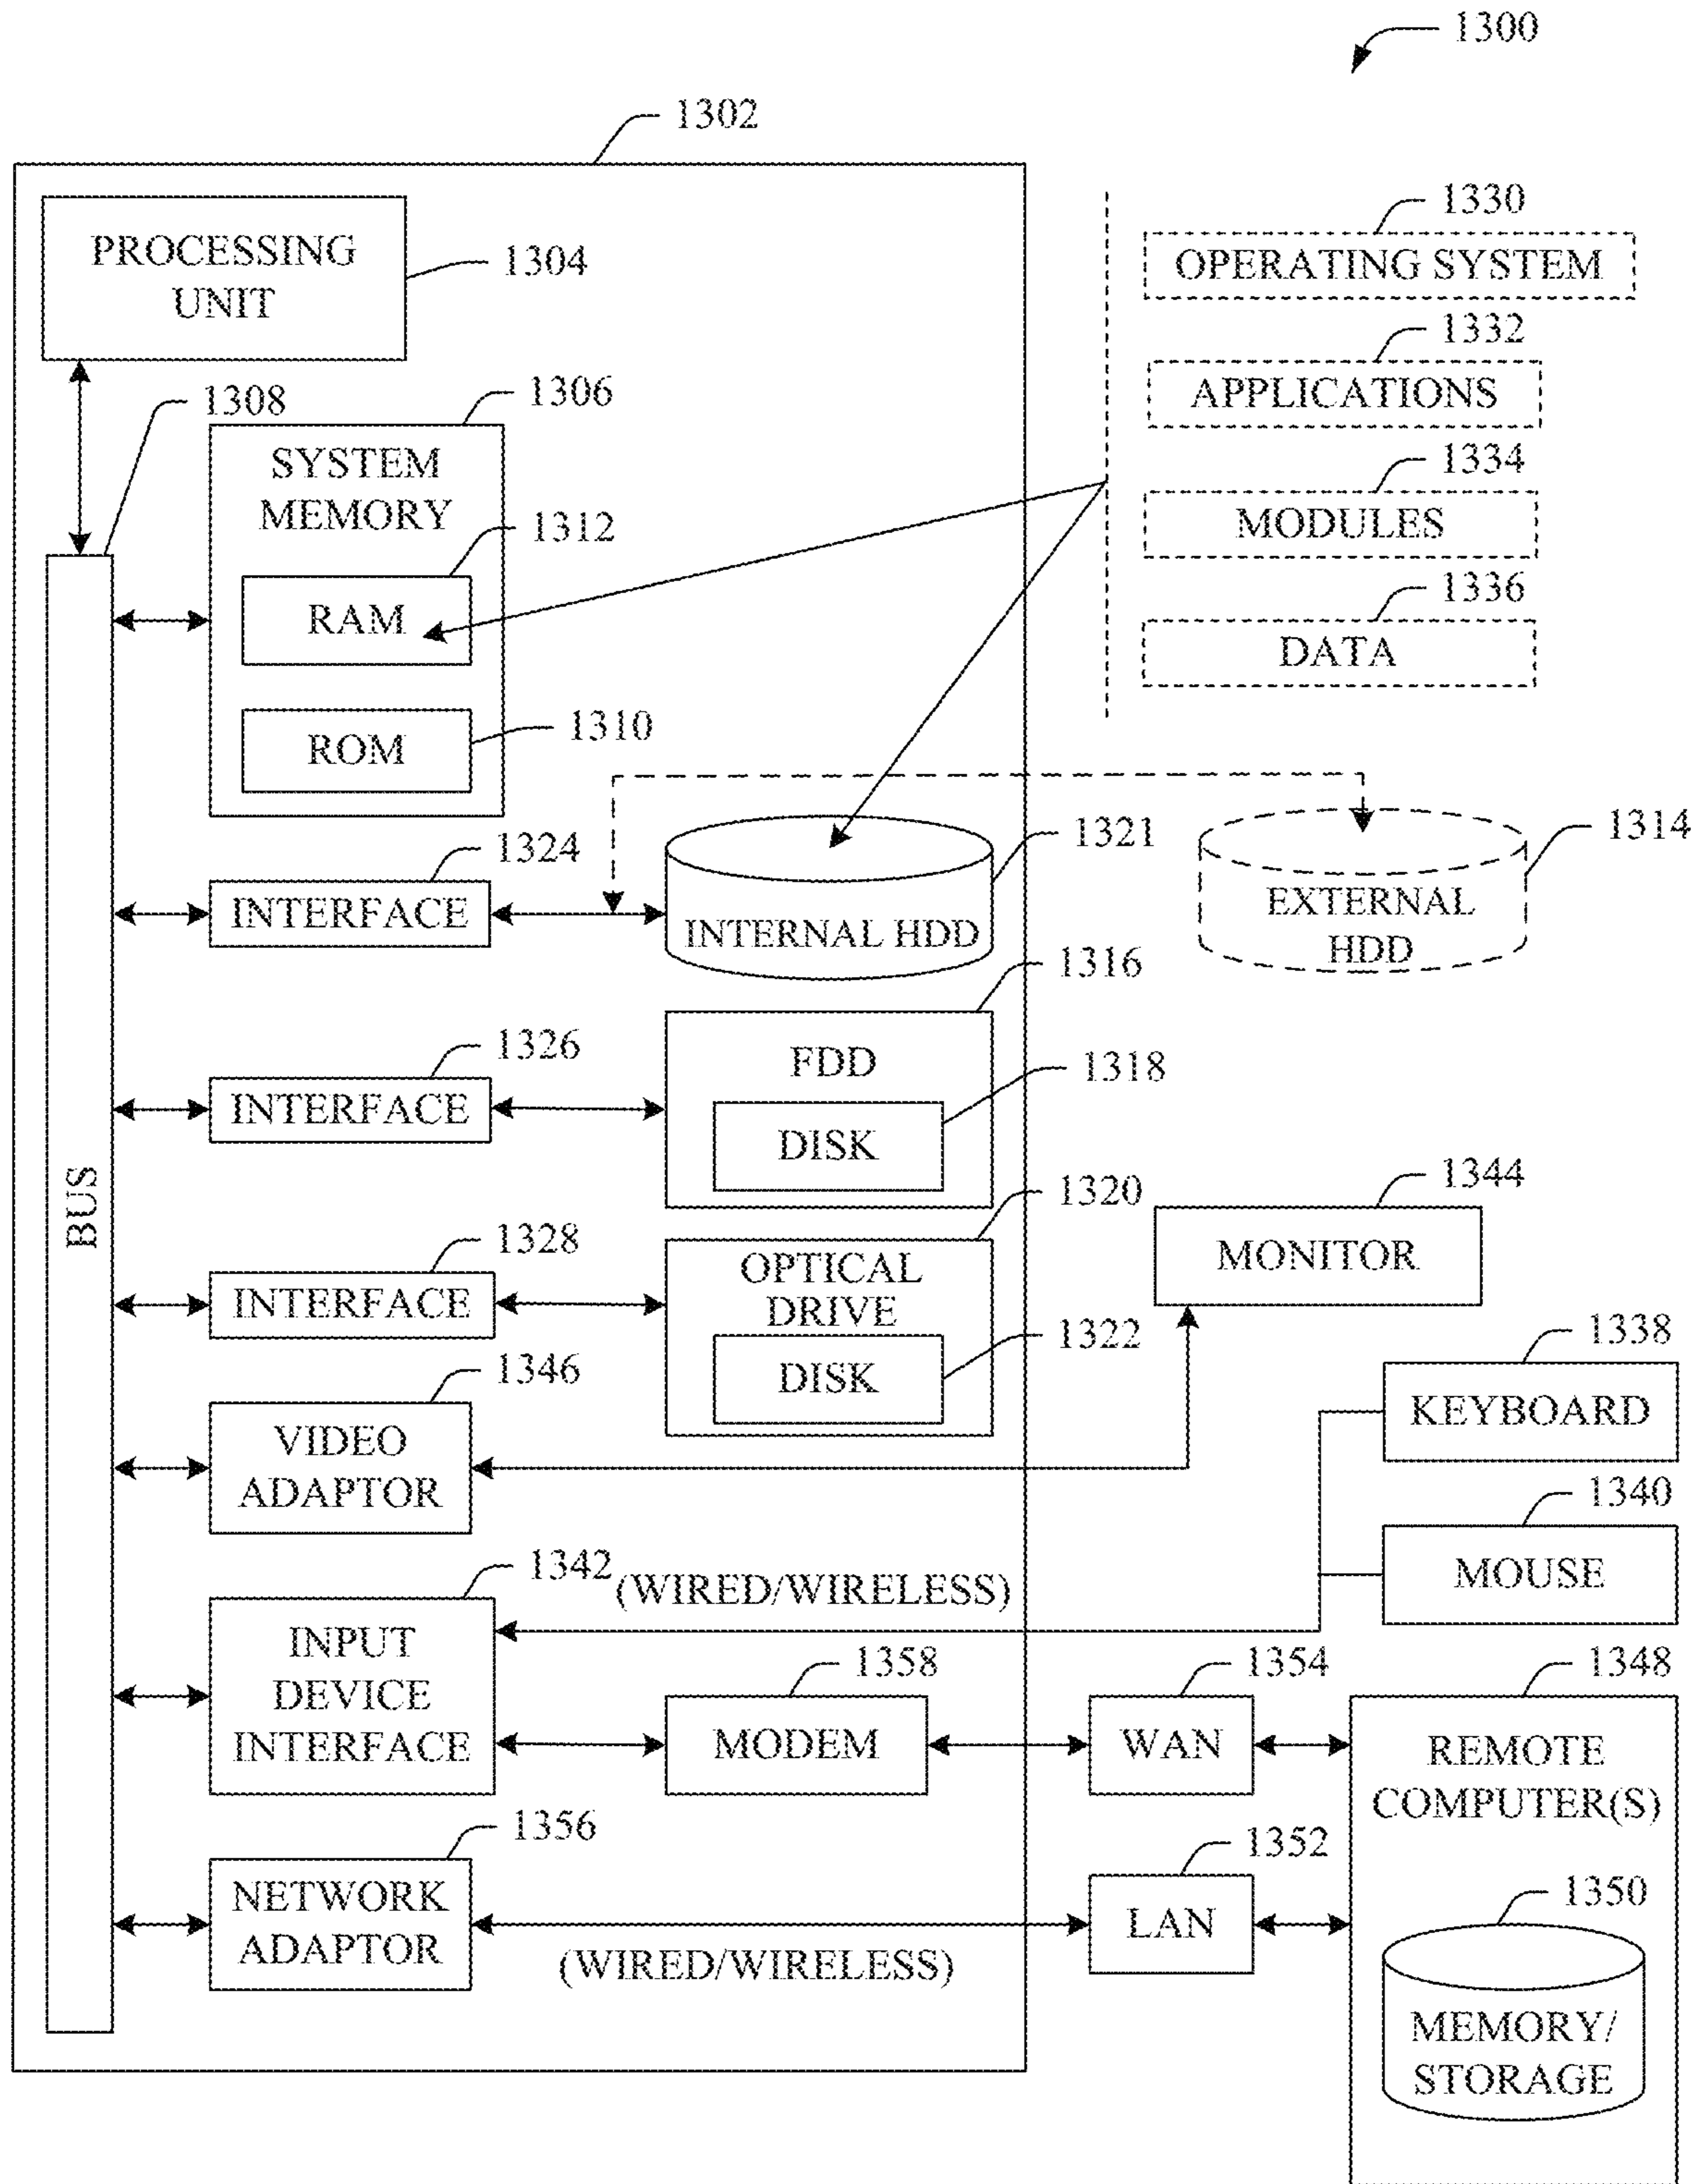 1300
1302
PROCESSING
UNIT
1304
1330
OPERATING SYSTEM
1332
APPLICATIONS
1334
MODULES
1336
DATA
1308
1306
SYSTEM
MEMORY
1312
RAM
1310
ROM
BUS
1324
INTERFACE
1321
INTERNAL HDD
1314
EXTERNAL
HDD
1326
INTERFACE
1316
FDD
1318
DISK
1328
INTERFACE
1320
OPTICAL
DRIVE
1322
DISK
1344
MONITOR
1346
VIDEO
ADAPTOR
1338
KEYBOARD
1340
MOUSE
1342
(WIRED/WIRELESS)
INPUT
DEVICE
INTERFACE
1358
MODEM
1354
WAN
1348
REMOTE
COMPUTER(S)
1356
NETWORK
ADAPTOR
(WIRED/WIRELESS)
1352
LAN
1350
MEMORY/
STORAGE